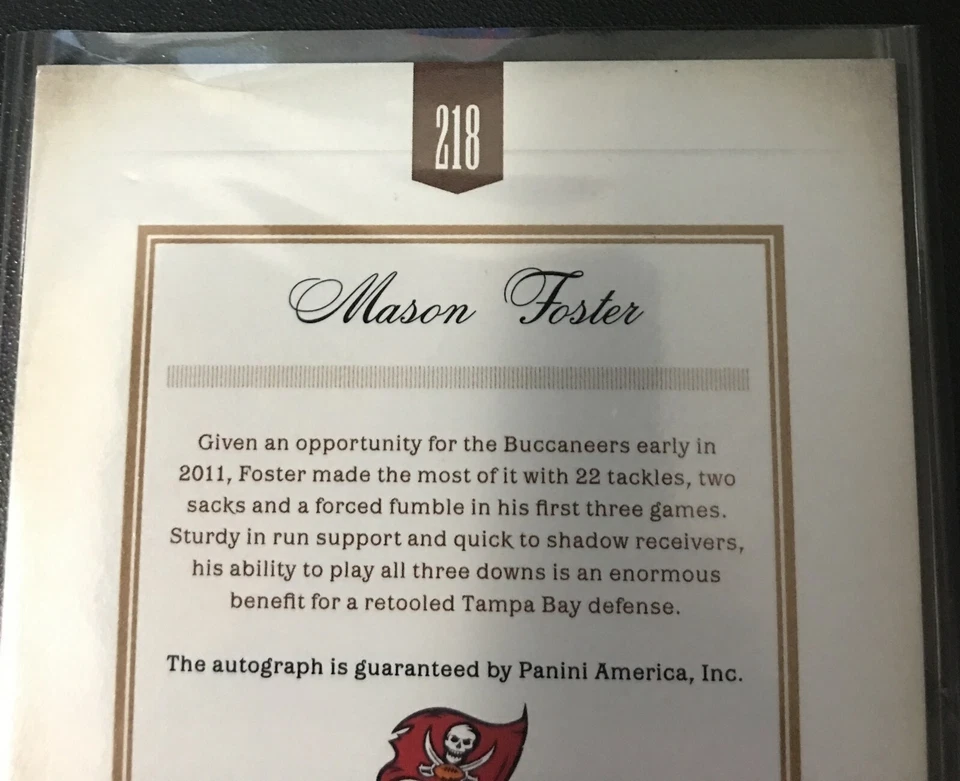 218
Mason Foster
Given an opportunity for the Buccaneers early in
2011, Foster made the most of it with 22 tackles, two
sacks and a forced fumble in his first three games.
Sturdy in run support and quick to shadow receivers,
his ability to play all three downs is an enormous
benefit for a retooled Tampa Bay defense.
The autograph is guaranteed by Panini America, Inc.